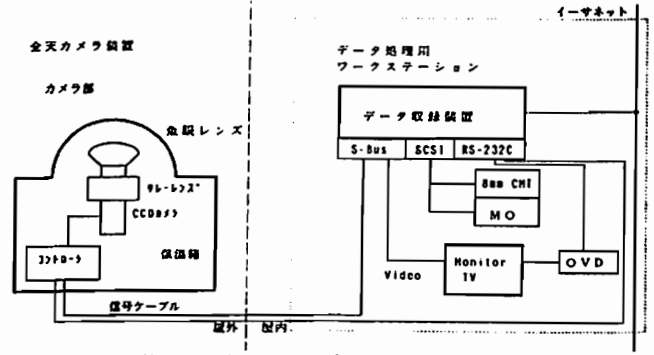 イーサネット
全天カメラ装置
カメラ部
データ処理用
ワークステーション
魚眼レンズ
データ収録装置
S-Bus
SCSI
RS-232C
リレーレンズ
CCDカメラ
8mm CMT
MO
コントローラ
保温箱
Video
Monitor
TV
OVD
信号ケーブル
屋外
屋内